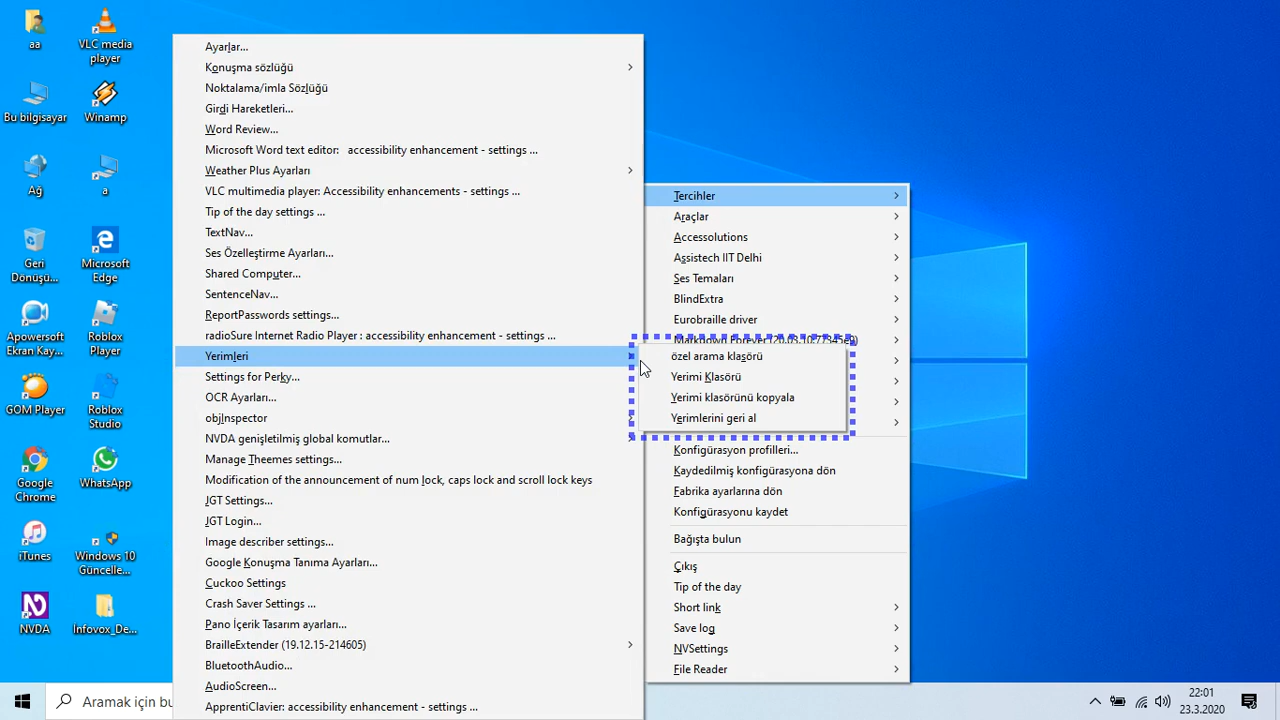 aa
VLC media
player
Bu bilgisayar
Winamp
Ağ
a
Geri
Dönüşü...
Microsoft
Edge
Apowersoft
Ekran Kay...
Roblox
Player
GOM Player
Roblox
Studio
Google
Chrome
WhatsApp
iTunes
Windows 10
Güncelle...
NVDA
Infovox_De...
Ayarlar...
Konuşma sözlüğü
Noktalama/imla Sözlüğü
Girdi Hareketleri...
Word Review...
Microsoft Word text editor: accessibility enhancement - settings ...
Weather Plus Ayarları
VLC multimedia player: Accessibility enhancements - settings ...
Tip of the day settings ...
TextNav...
Ses Özelleştirme Ayarları...
Shared Computer...
SentenceNav...
ReportPasswords settings...
radioSure Internet Radio Player : accessibility enhancement - settings ...
Yerimleri
Settings for Perky...
OCR Ayarları...
objInspector
NVDA genişletilmiş global komutlar...
Manage Theemes settings...
Modification of the announcement of num lock, caps lock and scroll lock keys
JGT Settings...
JGT Login...
Image describer settings...
Google Konuşma Tanıma Ayarları...
Cuckoo Settings
Crash Saver Settings ...
Pano İçerik Tasarım ayarları...
BrailleExtender (19.12.15-214605)
BluetoothAudio...
AudioScreen...
ApprentiClavier: accessibility enhancement - settings ...
Tercihler
Araçlar
Accessolutions
Assistech IIT Delhi
Ses Temaları
BlindExtra
Eurobraille driver
Markdown Forever
özel arama klasörü
Yerimi Klasörü
Yerimi klasörünü kopyala
Yerimlerini geri al
Konfigürasyon profilleri...
Kaydedilmiş konfigürasyona dön
Fabrika ayarlarına dön
Konfigürasyonu kaydet
Bağışta bulun
Çıkış
Tip of the day
Short link
Save log
NVSettings
File Reader
Aramak için bu
22:01
23.3.2020